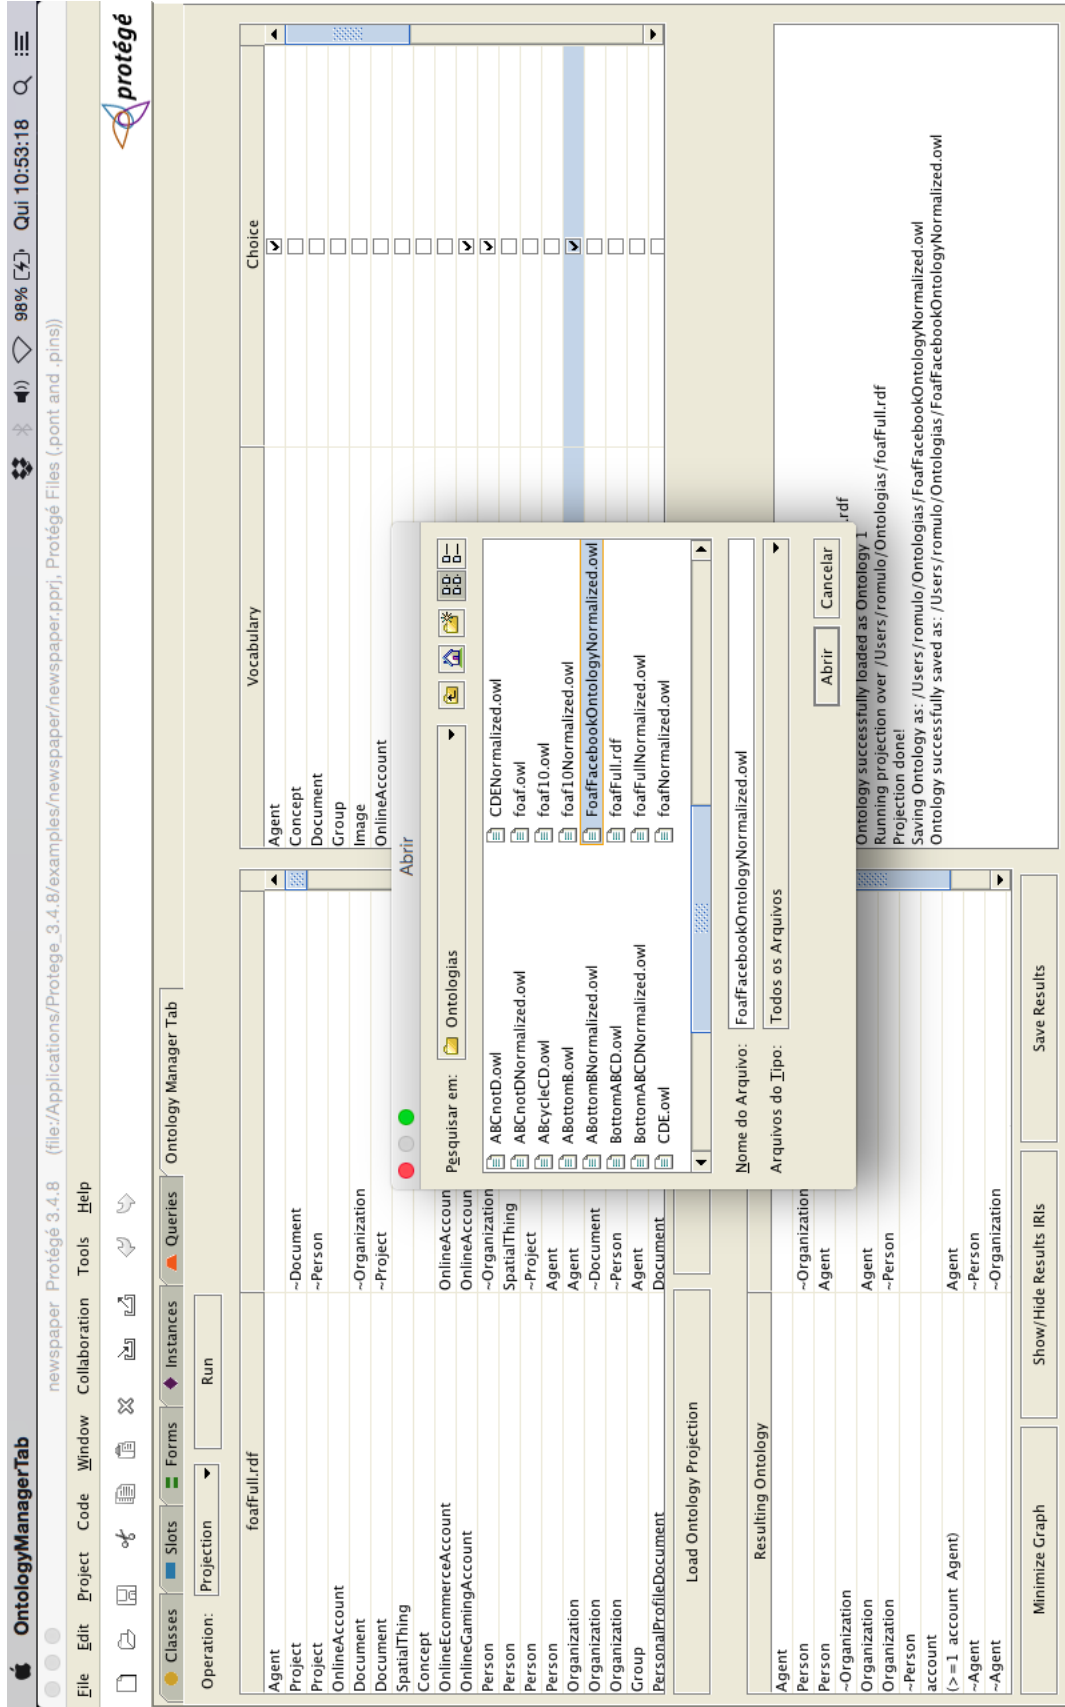 OntologyManagerTab
98%
Qui 10:53:18
newspaper Protégé 3.4.8 (file:/Applications/Protege_3.4.8/examples/newspaper/newspaper.pprj, Protégé Files (.pont and .pins))
File Edit Project Code Window Collaboration Tools Help
protégé
Classes Slots Forms Instances Queries Ontology Manager Tab
Operation: Projection Run
foafFull.rdf
Agent
Project ~Document
Project ~Person
OnlineAccount
Document ~Organization
Document ~Project
SpatialThing
Concept
OnlineEcommerceAccount OnlineAccoun
OnlineGamingAccount OnlineAccoun
Person ~Organization
Person SpatialThing
Person ~Project
Person Agent
Organization Agent
Organization ~Document
Organization ~Person
Group Agent
PersonalProfileDocument Document
Vocabulary Choice
Agent
Concept
Document
Group
Image
OnlineAccount
Load Ontology Projection
Abrir
Pesquisar em: Ontologias
ABCnotD.owl CDENormalized.owl
ABCnotDNormalized.owl foaf.owl
ABcycleCD.owl foaf10.owl
ABottomB.owl foaf10Normalized.owl
ABottomBNormalized.owl FoafFacebookOntologyNormalized.owl
BottomABCD.owl foafFull.rdf
BottomABCDNormalized.owl foafFullNormalized.owl
CDE.owl foafNormalized.owl
Nome do Arquivo: FoafFacebookOntologyNormalized.owl
Arquivos do Tipo: Todos os Arquivos
Abrir Cancelar
Resulting Ontology
Agent
Person ~Organization
Person Agent
~Organization
Organization Agent
Organization ~Person
~Person
account
(>=1 account Agent) Agent
~Agent ~Person
~Agent ~Organization
.rdf
Ontology successfully loaded as Ontology 1
Running projection over /Users/romulo/Ontologias/foafFull.rdf
Projection done!
Saving Ontology as: /Users/romulo/Ontologias/FoafFacebookOntologyNormalized.owl
Ontology successfully saved as: /Users/romulo/Ontologias/FoafFacebookOntologyNormalized.owl
Minimize Graph Show/Hide Results IRIs Save Results